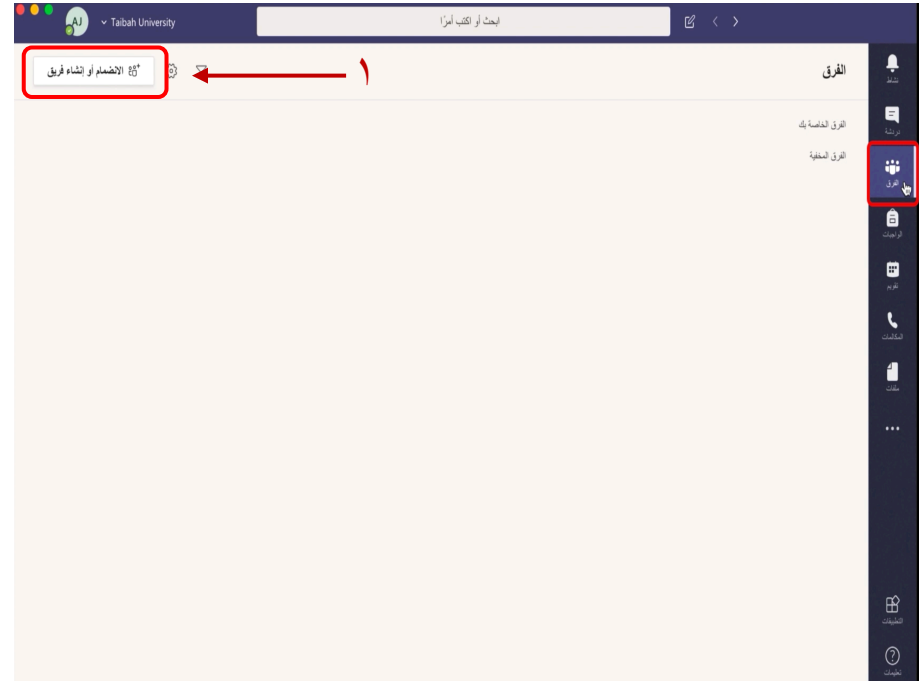 AJ
Taibah University
ابحث أو اكتب أمرًا
الفرق
الانضمام أو إنشاء فريق
١
الفرق الخاصة بك
الفرق المخفية
نشاط
دردشة
الفرق
الواجبات
تقويم
المكالمات
ملفات
التطبيقات
تعليمات